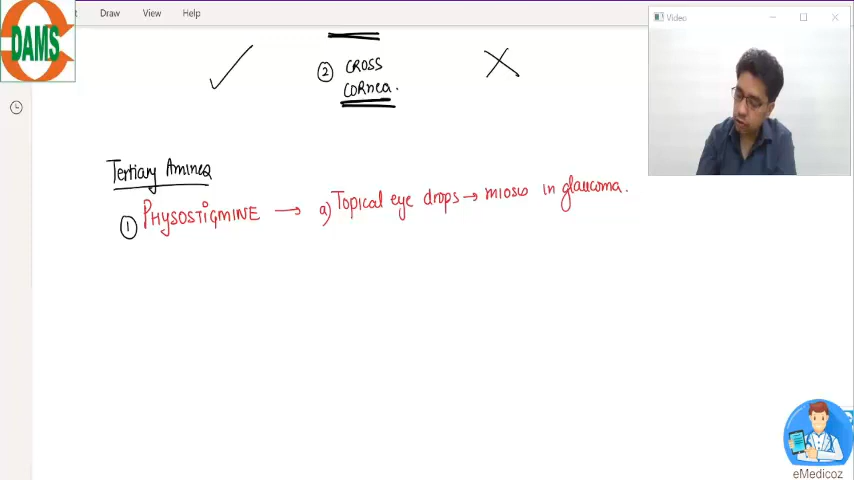 DAMS
Draw View Help
Video
② CROSS
CORNEA.
Tertiary Amines
① PHYSOSTIGMINE → a) Topical eye drops → miosis in glaucoma.
eMedicoz